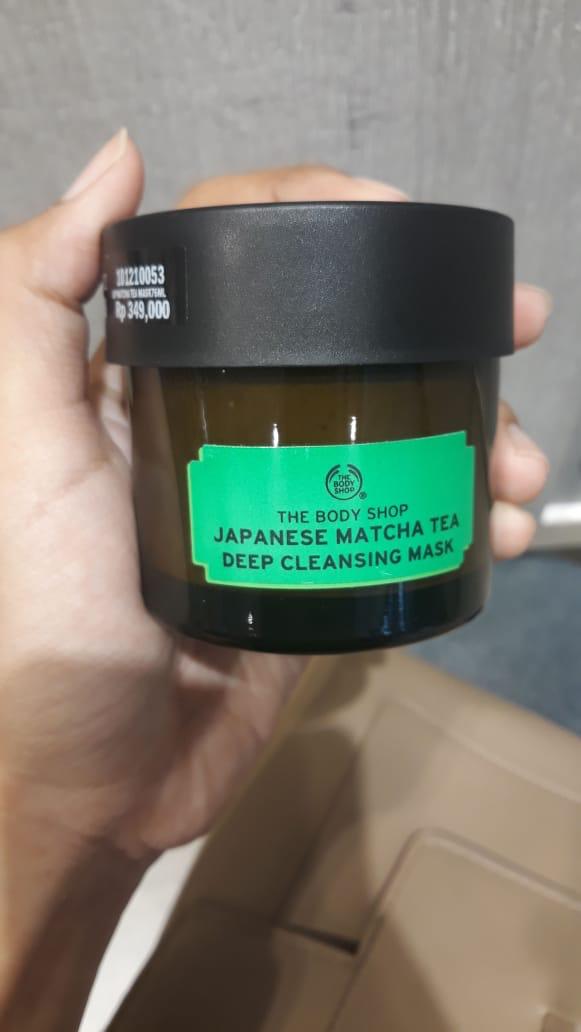 101210053
Rp 349,000
THE
BODY
SHOP
®
THE BODY SHOP
JAPANESE MATCHA TEA
DEEP CLEANSING MASK